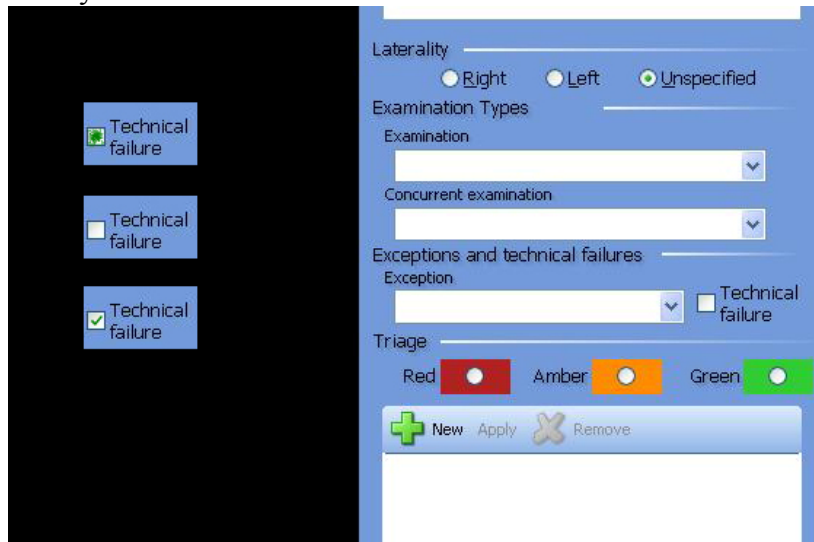 Technical
failure
Technical
failure
Technical
failure
Laterality
Right Left Unspecified
Examination Types
Examination
Concurrent examination
Exceptions and technical failures
Exception
Technical
failure
Triage
Red Amber Green
New Apply Remove